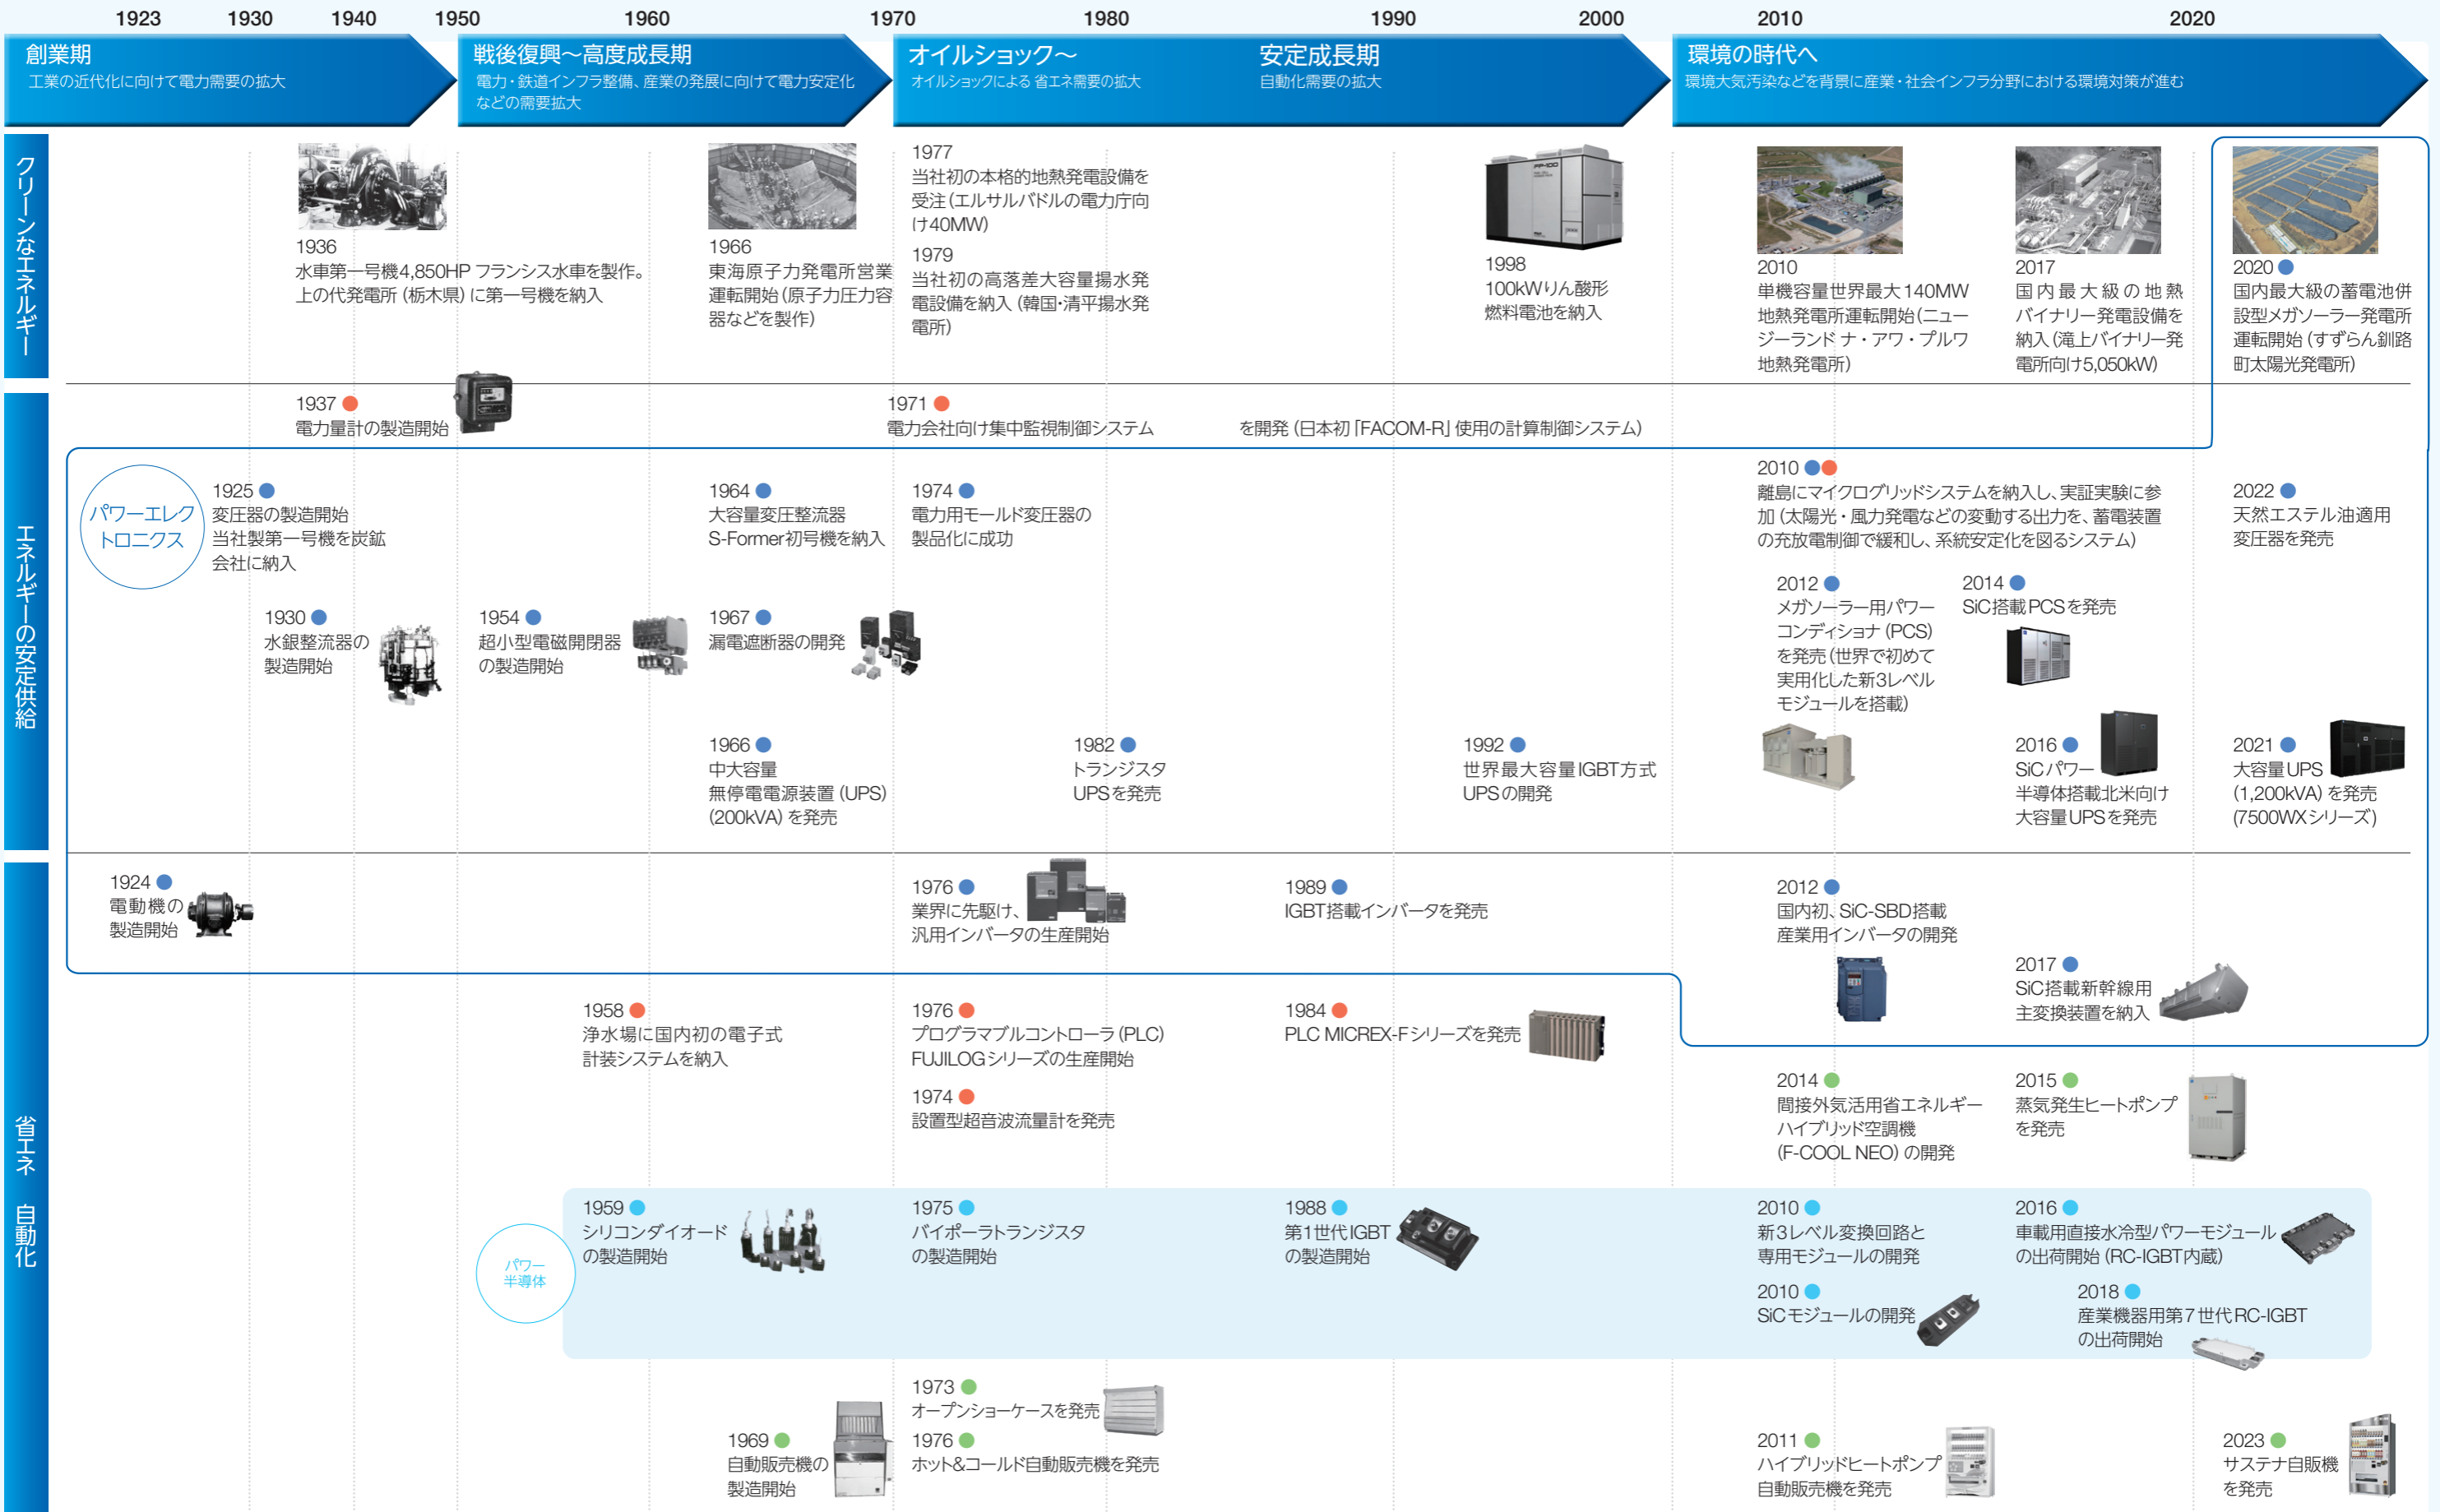 1923
1930
1940
1950
1960
1970
1980
1990
2000
2010
2020
創業期
工業の近代化に向けて電力需要の拡大
戦後復興～高度成長期
電力・鉄道インフラ整備、産業の発展に向けて電力安定化
などの需要拡大
オイルショック～
オイルショックによる 省エネ需要の拡大
安定成長期
自動化需要の拡大
環境の時代へ
環境大気汚染などを背景に産業・社会インフラ分野における環境対策が進む
クリーンなエネルギー
1936
水車第一号機4,850HP フランシス水車を製作。
上の代発電所（栃木県）に第一号機を納入
1966
東海原子力発電所営業
運転開始（原子力圧力容
器などを製作）
1977
当社初の本格的地熱発電設備を
受注（エルサルバドルの電力庁向
け40MW）
1979
当社初の高落差大容量揚水発
電設備を納入（韓国・清平揚水発
電所）
FP-100
1998
100kWりん酸形
燃料電池を納入
2010
単機容量世界最大140MW
地熱発電所運転開始（ニュー
ジーランド ナ・アワ・プルワ
地熱発電所）
2017
国内最大級の地熱
バイナリー発電設備を
納入（滝上バイナリー発
電所向け5,050kW）
2020
国内最大級の蓄電池併
設型メガソーラー発電所
運転開始（すずらん釧路
町太陽光発電所）
エネルギーの安定供給
1937
電力量計の製造開始
1971
電力会社向け集中監視制御システム を開発（日本初「FACOM-R」使用の計算制御システム）
パワーエレク
トロニクス
1925
変圧器の製造開始
当社製第一号機を炭鉱
会社に納入
1964
大容量変圧整流器
S-Former初号機を納入
1974
電力用モールド変圧器の
製品化に成功
2010
離島にマイクログリッドシステムを納入し、実証実験に参
加（太陽光・風力発電などの変動する出力を、蓄電装置
の充放電制御で緩和し、系統安定化を図るシステム）
2022
天然エステル油適用
変圧器を発売
1930
水銀整流器の
製造開始
1954
超小型電磁開閉器
の製造開始
1967
漏電遮断器の開発
2012
メガソーラー用パワー
コンディショナ（PCS）
を発売（世界で初めて
実用化した新3レベル
モジュールを搭載）
2014
SiC搭載PCSを発売
1966
中大容量
無停電電源装置（UPS）
（200kVA）を発売
1982
トランジスタ
UPSを発売
1992
世界最大容量IGBT方式
UPSの開発
2016
SiCパワー
半導体搭載北米向け
大容量UPSを発売
2021
大容量UPS
（1,200kVA）を発売
（7500WXシリーズ）
省エネ 自動化
1924
電動機の
製造開始
1976
業界に先駆け、
汎用インバータの生産開始
1989
IGBT搭載インバータを発売
2012
国内初、SiC-SBD搭載
産業用インバータの開発
2017
SiC搭載新幹線用
主変換装置を納入
1958
浄水場に国内初の電子式
計装システムを納入
1976
プログラマブルコントローラ（PLC）
FUJILOGシリーズの生産開始
1984
PLC MICREX-Fシリーズを発売
1974
設置型超音波流量計を発売
2014
間接外気活用省エネルギー
ハイブリッド空調機
（F-COOL NEO）の開発
2015
蒸気発生ヒートポンプ
を発売
パワー
半導体
1959
シリコンダイオード
の製造開始
1975
バイポーラトランジスタ
の製造開始
1988
第1世代IGBT
の製造開始
2010
新3レベル変換回路と
専用モジュールの開発
2016
車載用直接水冷型パワーモジュール
の出荷開始（RC-IGBT内蔵）
2010
SiCモジュールの開発
2018
産業機器用第7世代RC-IGBT
の出荷開始
1969
自動販売機の
製造開始
1973
オープンショーケースを発売
1976
ホット&コールド自動販売機を発売
2011
ハイブリッドヒートポンプ
自動販売機を発売
2023
サステナ自販機
を発売